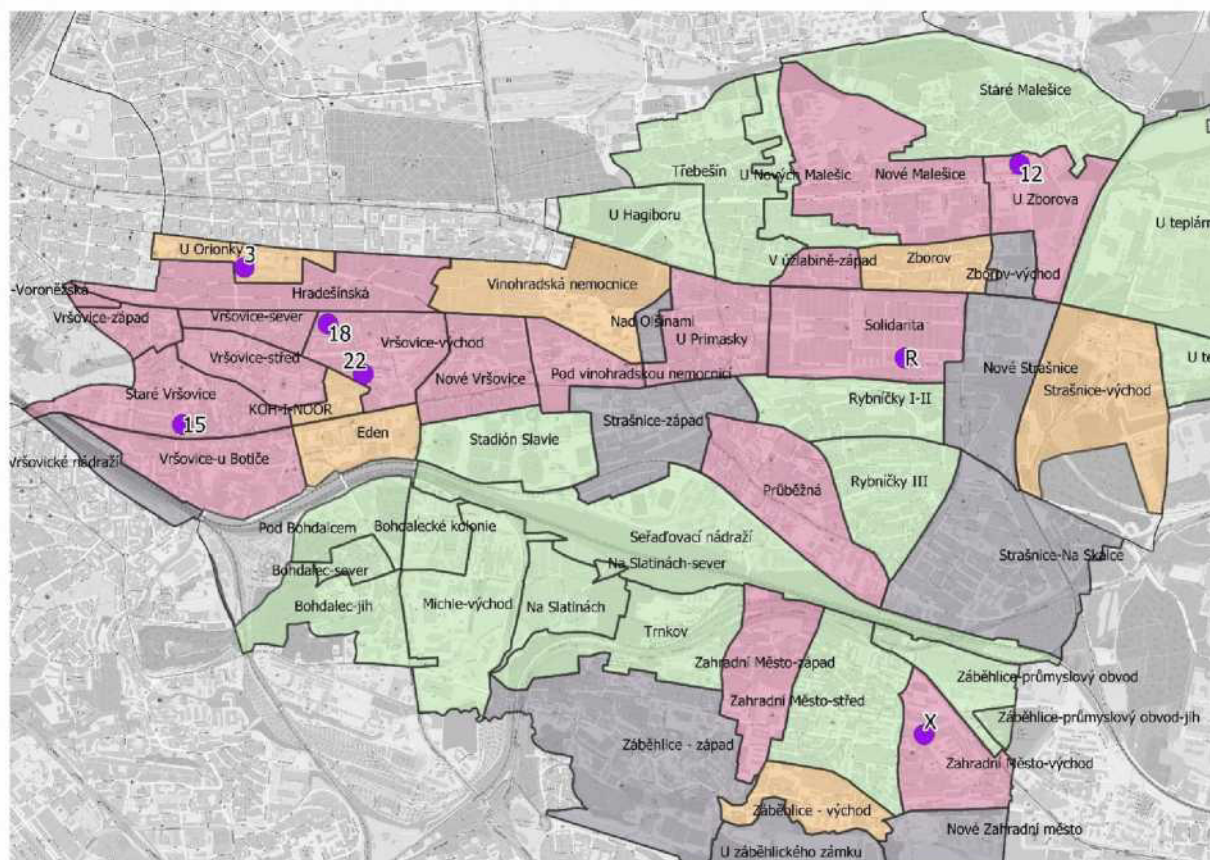 Staré Malešice
Třebešín
U Nových Malešic
Nové Malešice
12
U Zborova
U Hagiboru
U teplárn
U Orionky
3
V úžlabině-západ
Zborov
Zborov-východ
Vinohradská nemocnice
-Voroněžská
Hradešínská
Vršovice-západ
Vršovice-sever
18
Nad Olšinami
Solidarita
Vršovice-východ
U Primasky
R
Vršovice-střed
22
Nové Vršovice
Pod vinohradskou nemocnicí
Nové Strašnice
U te
Strašnice-východ
Staré Vršovice
KOH-I-NOOR
Rybníčky I-II
15
Strašnice-západ
Eden
Stadión Slavie
Vršovické nádraží
Vršovice-u Botiče
Průběžná
Rybníčky III
Pod Bohdalcem
Bohdalecké kolonie
Seřaďovací nádraží
Strašnice-Na Skalce
Bohdalec-sever
Na Slatinách-sever
Bohdalec-jih
Michle-východ
Na Slatinách
Trnkov
Zahradní Město-západ
Záběhlice-průmyslový obvod
Zahradní Město-střed
Záběhlice-průmyslový obvod-jih
X
Záběhlice - západ
Zahradní Město-východ
Záběhlice - východ
Nové Zahradní město
U záběhlického zámku